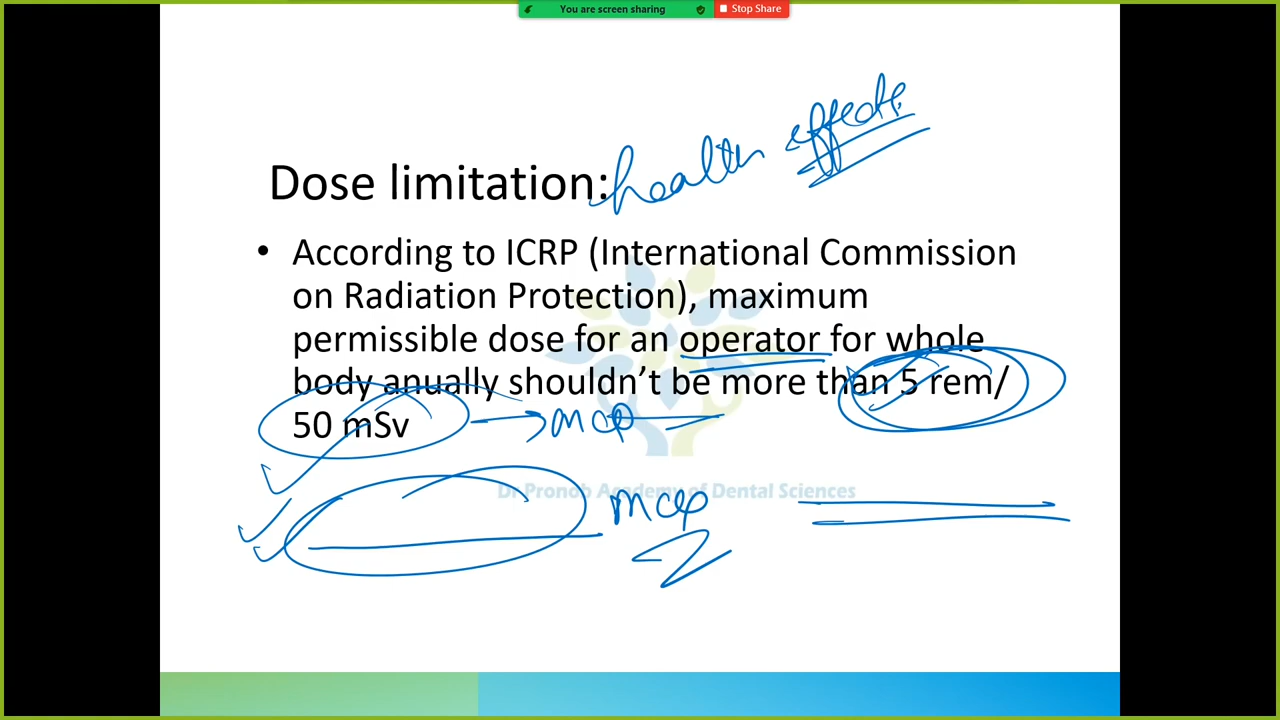 You are screen sharing Stop Share
health effects
Dose limitation:
• According to ICRP (International Commission
on Radiation Protection), maximum
permissible dose for an operator for whole
body anually shouldn't be more than 5 rem/
50 mSv
mcp
Dr Pronob Academy of Dental Sciences
mcp